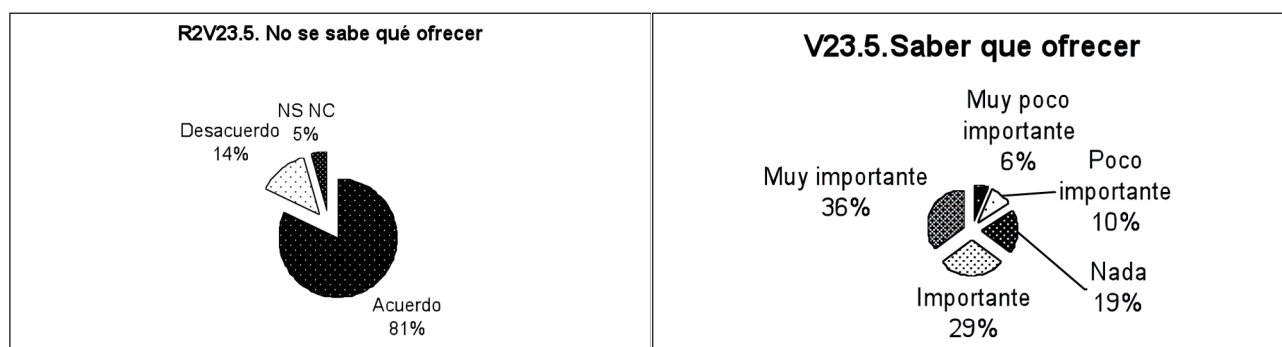 R2V23.5. No se sabe qué ofrecer
NS NC
5%
Desacuerdo
14%
Acuerdo
81%
V23.5.Saber que ofrecer
Muy poco
importante
6%
Poco
importante
10%
Muy importante
36%
Nada
19%
Importante
29%